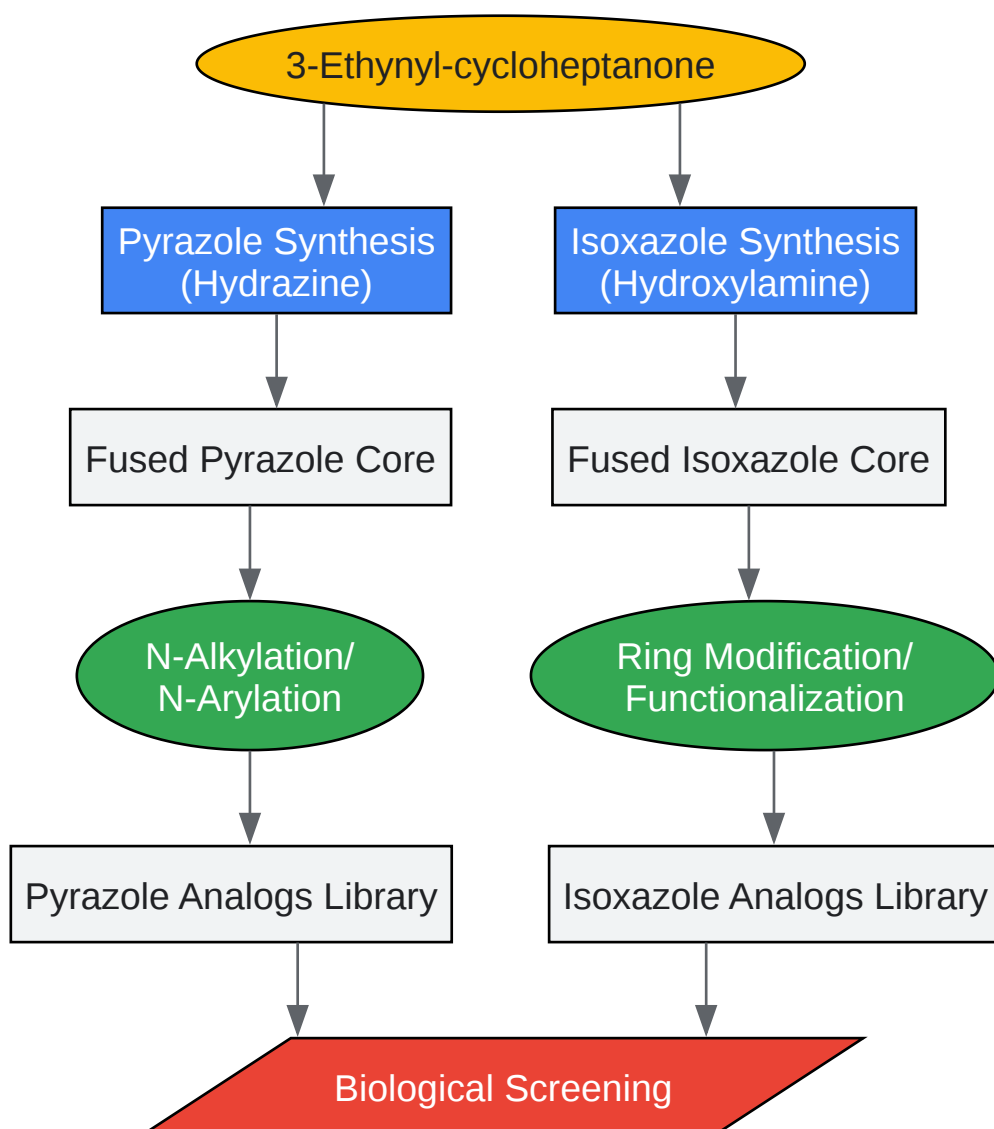 3-Ethynyl-cycloheptanone
Pyrazole Synthesis
(Hydrazine)
Isoxazole Synthesis
(Hydroxylamine)
Fused Pyrazole Core
Fused Isoxazole Core
N-Alkylation/
N-Arylation
Ring Modification/
Functionalization
Pyrazole Analogs Library
Isoxazole Analogs Library
Biological Screening